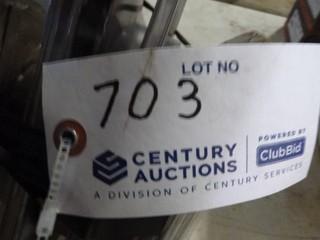 LOT NO
703
CENTURY AUCTIONS
POWERED BY
ClubBid
A DIVISION OF CENTURY SERVICES